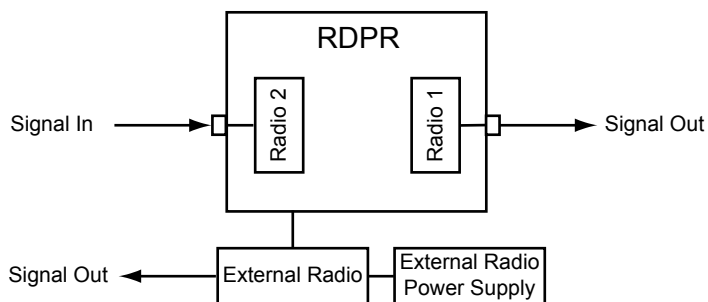 RDPR
Signal In
Radio 2
Radio 1
Signal Out
Signal Out
External Radio
External Radio
Power Supply